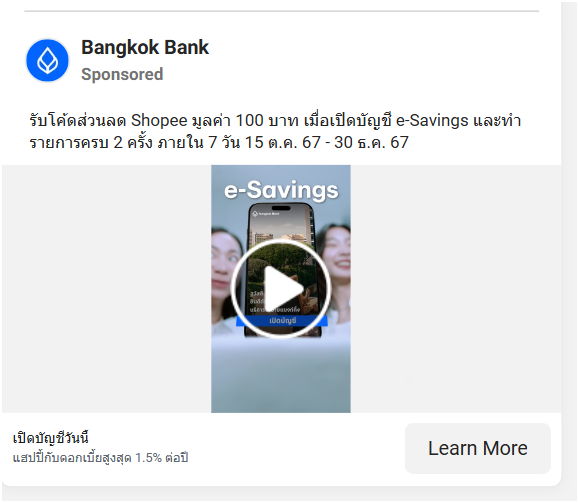 Bangkok Bank
Sponsored
รับโค้ดส่วนลด Shopee มูลค่า 100 บาท เมื่อเปิดบัญชี e-Savings และทำ
รายการครบ 2 ครั้ง ภายใน 7 วัน 15 ต.ค. 67 - 30 ธ.ค. 67
e-Savings
Bangkok Bank
เปิดบัญชี
เปิดบัญชีวันนี้
แฮปปี้กับดอกเบี้ยสูงสุด 1.5% ต่อปี
Learn More